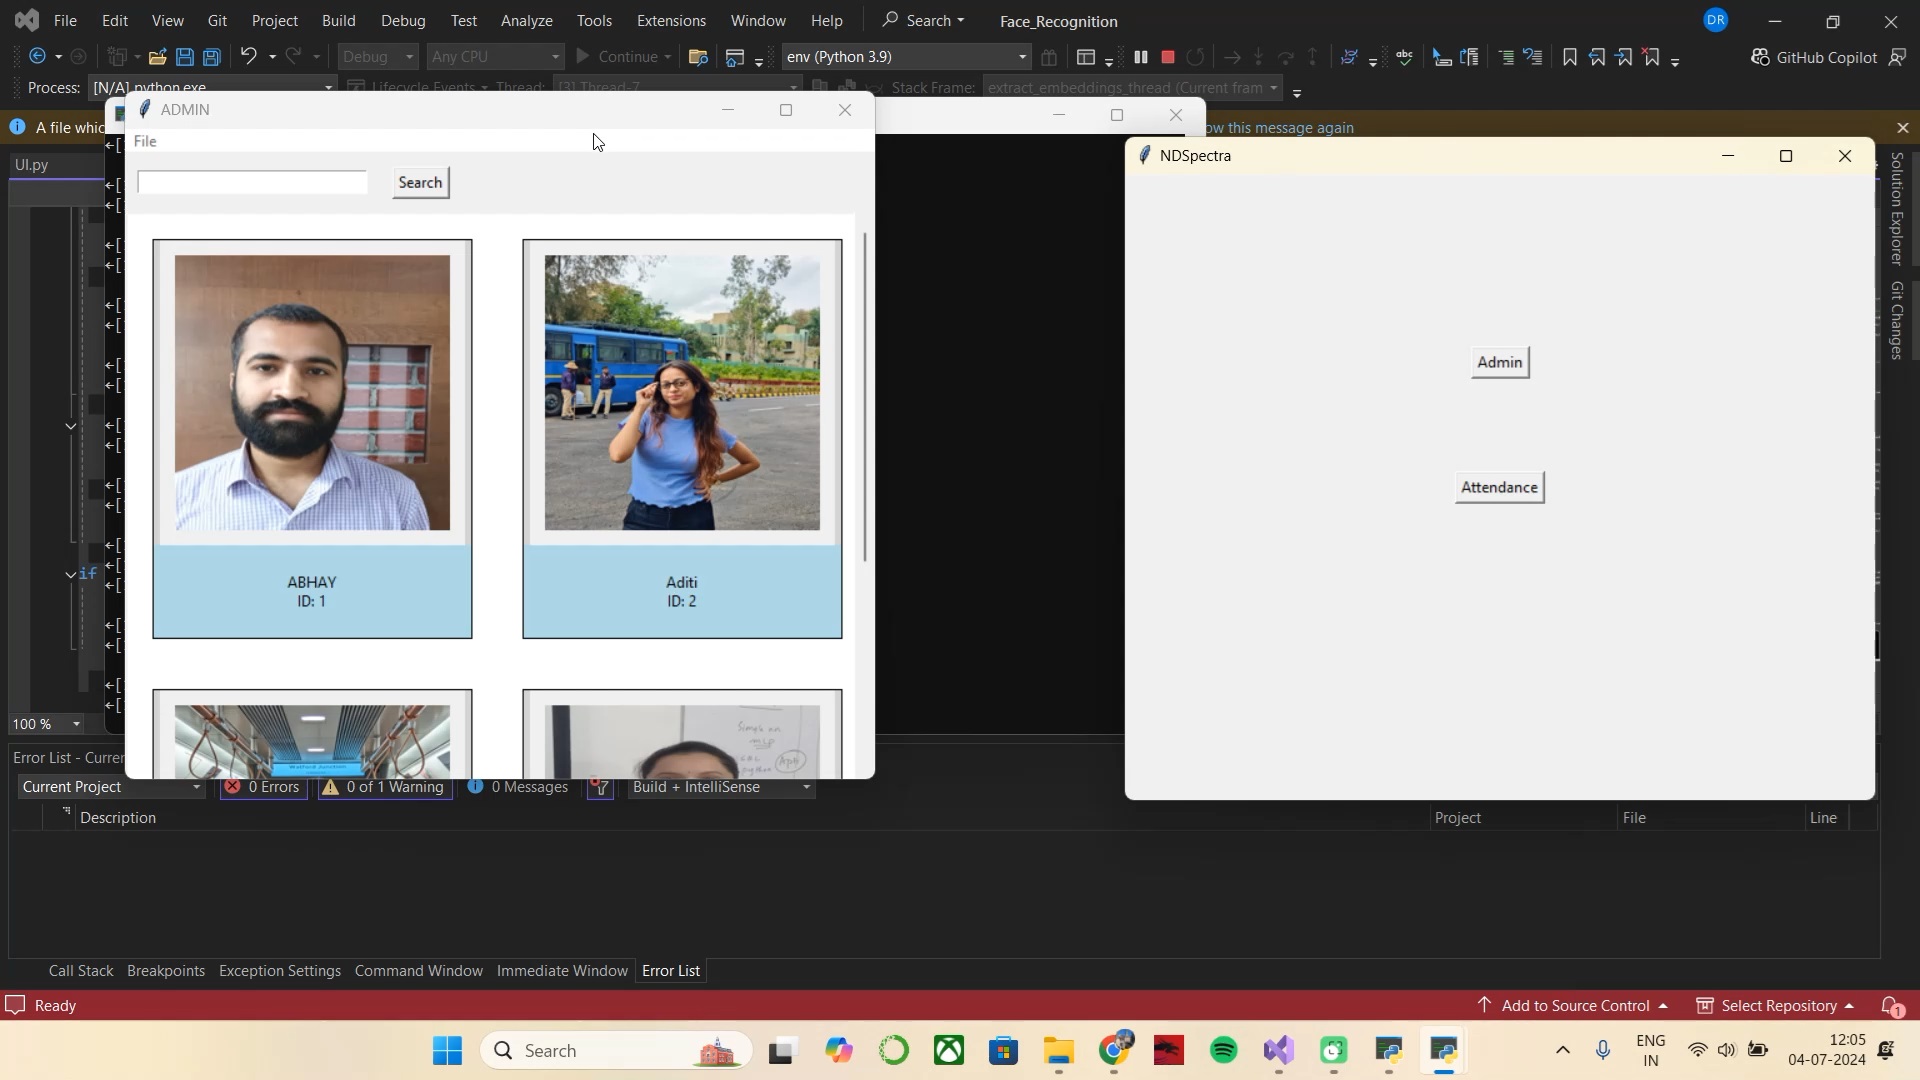 File Edit View Git Project Build Debug Test Analyze Tools Extensions Window Help Search Face_Recognition DR
Debug Any CPU Continue env (Python 3.9) abc GitHub Copilot
Process: [N/A] python.exe Lifecycle Events Thread: [3] Thread-7 Stack Frame: extract_embeddings_thread (Current fram
A file whic
ow this message again
UI.py
ADMIN
File
Search
ABHAY
ID: 1
Aditi
ID: 2
Watford Junction
NDSpectra
Admin
Attendance
Solution Explorer
Git Changes
if
100 %
Error List - Curren
Current Project 0 Errors 0 of 1 Warning 0 Messages Build + IntelliSense
Description Project File Line
Call Stack Breakpoints Exception Settings Command Window Immediate Window Error List
Ready Add to Source Control Select Repository 1
Search ENG
IN
12:05
04-07-2024